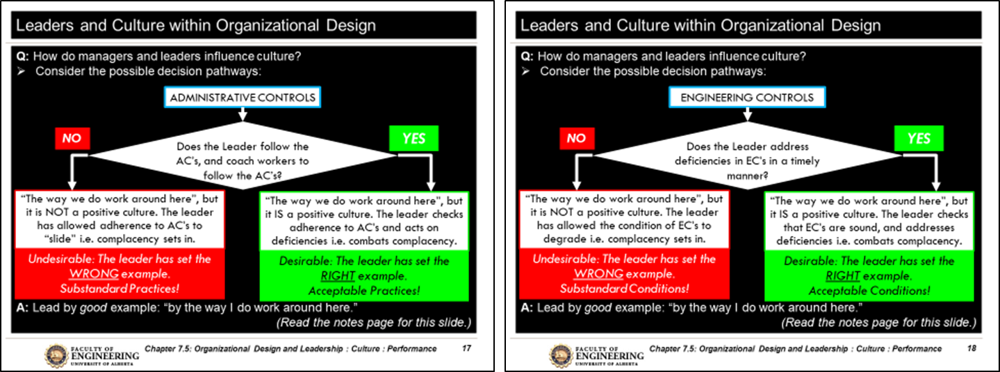 Leaders and Culture within Organizational Design
Q: How do managers and leaders influence culture?
➢ Consider the possible decision pathways:
ADMINISTRATIVE CONTROLS
NO
YES
Does the Leader follow the
AC's, and coach workers to
follow the AC's?
"The way we do work around here", but
it is NOT a positive culture. The leader
has allowed adherence to AC's to
"slide" i.e. complacency sets in.
Undesirable: The leader has set the
WRONG example.
Substandard Practices!
"The way we do work around here", but
it IS a positive culture. The leader checks
adherence to AC's and acts on
deficiencies i.e. combats complacency.
Desirable: The leader has set the
RIGHT example.
Acceptable Practices!
A: Lead by good example: "by the way I do work around here."
(Read the notes page for this slide.)
FACULTY OF
ENGINEERING
UNIVERSITY OF ALBERTA
Chapter 7.5: Organizational Design and Leadership : Culture : Performance
17
Leaders and Culture within Organizational Design
Q: How do managers and leaders influence culture?
➢ Consider the possible decision pathways:
ENGINEERING CONTROLS
NO
YES
Does the Leader address
deficiencies in EC's in a timely
manner?
"The way we do work around here", but
it is NOT a positive culture. The leader
has allowed the condition of EC's to
degrade i.e. complacency sets in.
Undesirable: The leader has set the
WRONG example.
Substandard Conditions!
"The way we do work around here", but
it IS a positive culture. The leader checks
that EC's are sound, and addresses
deficiencies i.e. combats complacency.
Desirable: The leader has set the
RIGHT example.
Acceptable Conditions!
A: Lead by good example: "by the way I do work around here."
(Read the notes page for this slide.)
FACULTY OF
ENGINEERING
UNIVERSITY OF ALBERTA
Chapter 7.5: Organizational Design and Leadership : Culture : Performance
18